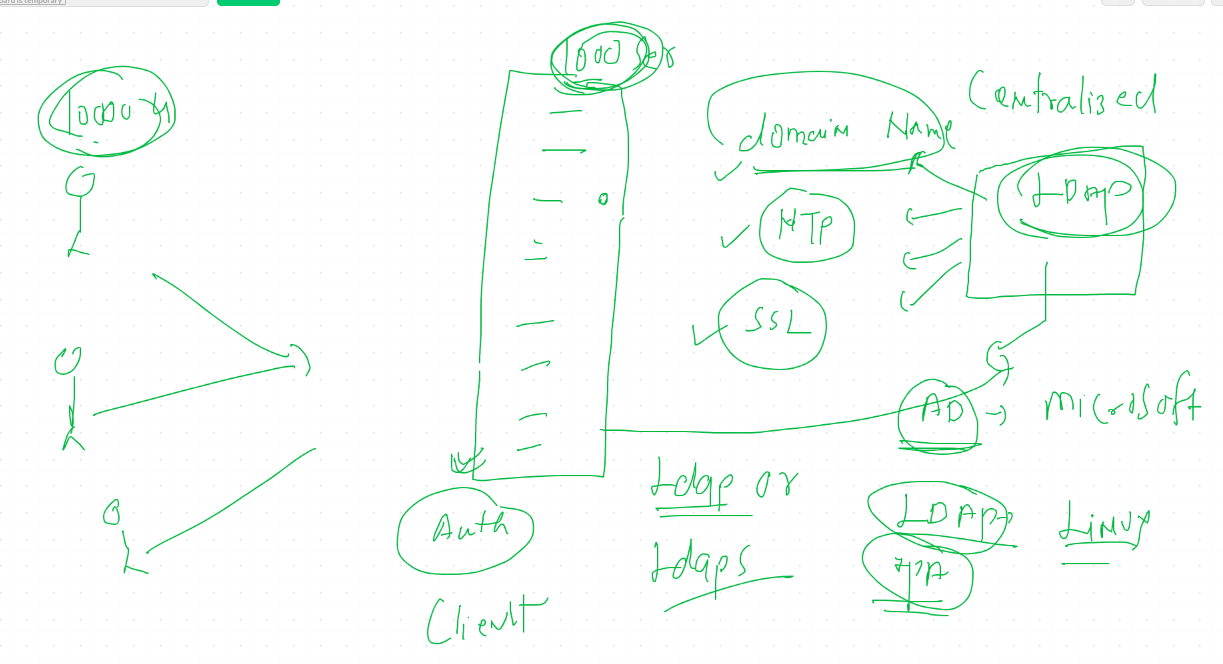 board is temporary
1000 Ser
10000
Centralized
domain Name
LDAP
NTP
SSL
AD → Microsoft
Ldap or
LDAP → Linux
Auth
Ldaps
IPA
Client